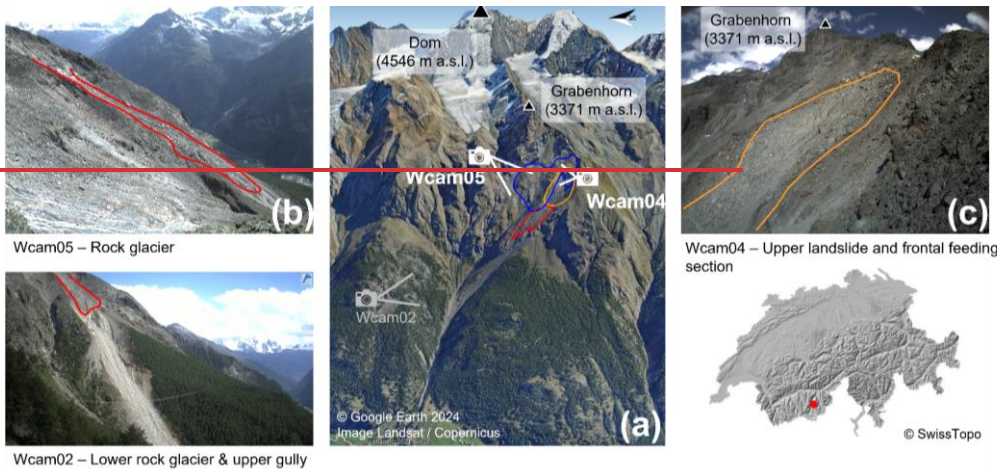 (b)
Wcam05 – Rock glacier
Wcam02 – Lower rock glacier & upper gully
Dom
(4546 m a.s.l.)
Grabenhorn
(3371 m a.s.l.)
Wcam05
Wcam04
Wcam02
© Google Earth 2024
Image Landsat / Copernicus
(a)
Grabenhorn
(3371 m a.s.l.)
(c)
Wcam04 – Upper landslide and frontal feeding
section
© SwissTopo